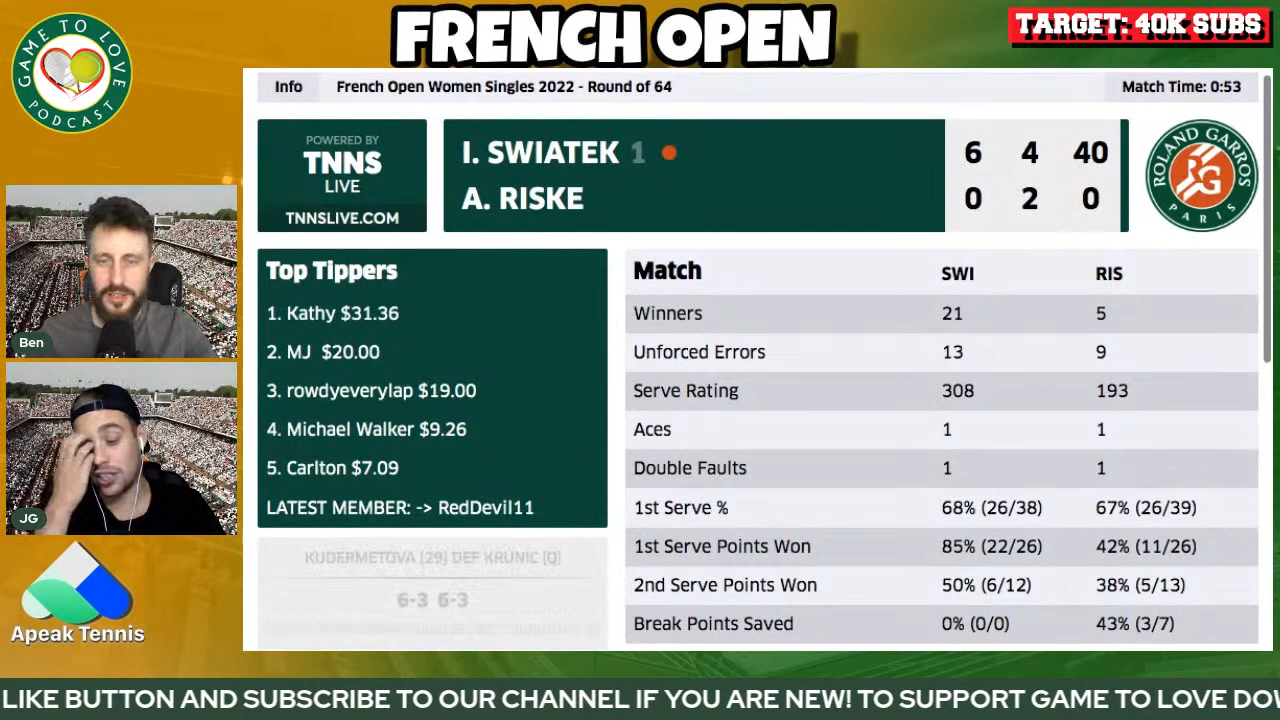 FRENCH OPEN
TARGET: 40K SUBS
GAME TO LOVE
PODCAST
Info French Open Women Singles 2022 - Round of 64 Match Time: 0:53
POWERED BY
TNNS
LIVE
TNNSLIVE.COM
I. SWIATEK 1 6 4 40
A. RISKE 0 2 0
ROLAND GARROS
RG
PARIS
Top Tippers
1. Kathy $31.36
2. MJ $20.00
3. rowdyeverylap $19.00
4. Michael Walker $9.26
5. Carlton $7.09
LATEST MEMBER: -> RedDevil11
KUDERMETOVA [29] DEF KRUNIC [Q]
6-3 6-3
Match SWI RIS
Winners 21 5
Unforced Errors 13 9
Serve Rating 308 193
Aces 1 1
Double Faults 1 1
1st Serve % 68% (26/38) 67% (26/39)
1st Serve Points Won 85% (22/26) 42% (11/26)
2nd Serve Points Won 50% (6/12) 38% (5/13)
Break Points Saved 0% (0/0) 43% (3/7)
Ben
JG
Apeak Tennis
LIKE BUTTON AND SUBSCRIBE TO OUR CHANNEL IF YOU ARE NEW! TO SUPPORT GAME TO LOVE DO